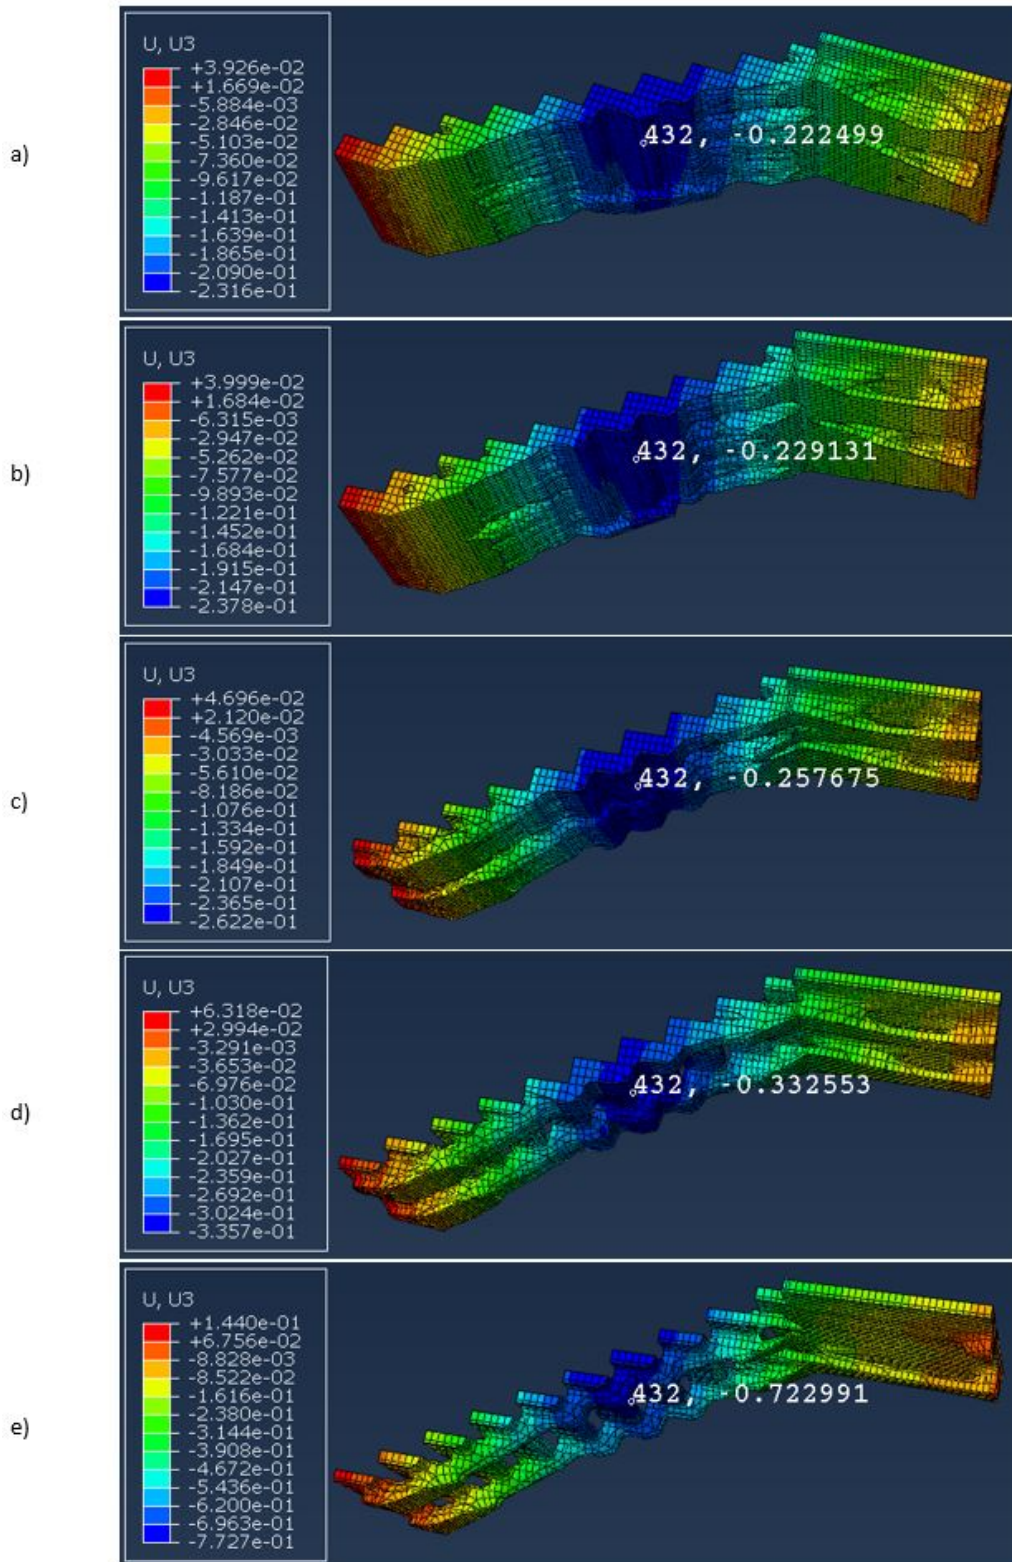 a)
U, U3
+3.926e-02
+1.669e-02
-5.884e-03
-2.846e-02
-5.103e-02
-7.360e-02
-9.617e-02
-1.187e-01
-1.413e-01
-1.639e-01
-1.865e-01
-2.090e-01
-2.316e-01
432, -0.222499
b)
U, U3
+3.999e-02
+1.684e-02
-6.315e-03
-2.947e-02
-5.262e-02
-7.577e-02
-9.893e-02
-1.221e-01
-1.452e-01
-1.684e-01
-1.915e-01
-2.147e-01
-2.378e-01
432, -0.229131
c)
U, U3
+4.696e-02
+2.120e-02
-4.569e-03
-3.033e-02
-5.610e-02
-8.186e-02
-1.076e-01
-1.334e-01
-1.592e-01
-1.849e-01
-2.107e-01
-2.365e-01
-2.622e-01
432, -0.257675
d)
U, U3
+6.318e-02
+2.994e-02
-3.291e-03
-3.653e-02
-6.976e-02
-1.030e-01
-1.362e-01
-1.695e-01
-2.027e-01
-2.359e-01
-2.692e-01
-3.024e-01
-3.357e-01
432, -0.332553
e)
U, U3
+1.440e-01
+6.756e-02
-8.828e-03
-8.522e-02
-1.616e-01
-2.380e-01
-3.144e-01
-3.908e-01
-4.672e-01
-5.436e-01
-6.200e-01
-6.963e-01
-7.727e-01
432, -0.722991